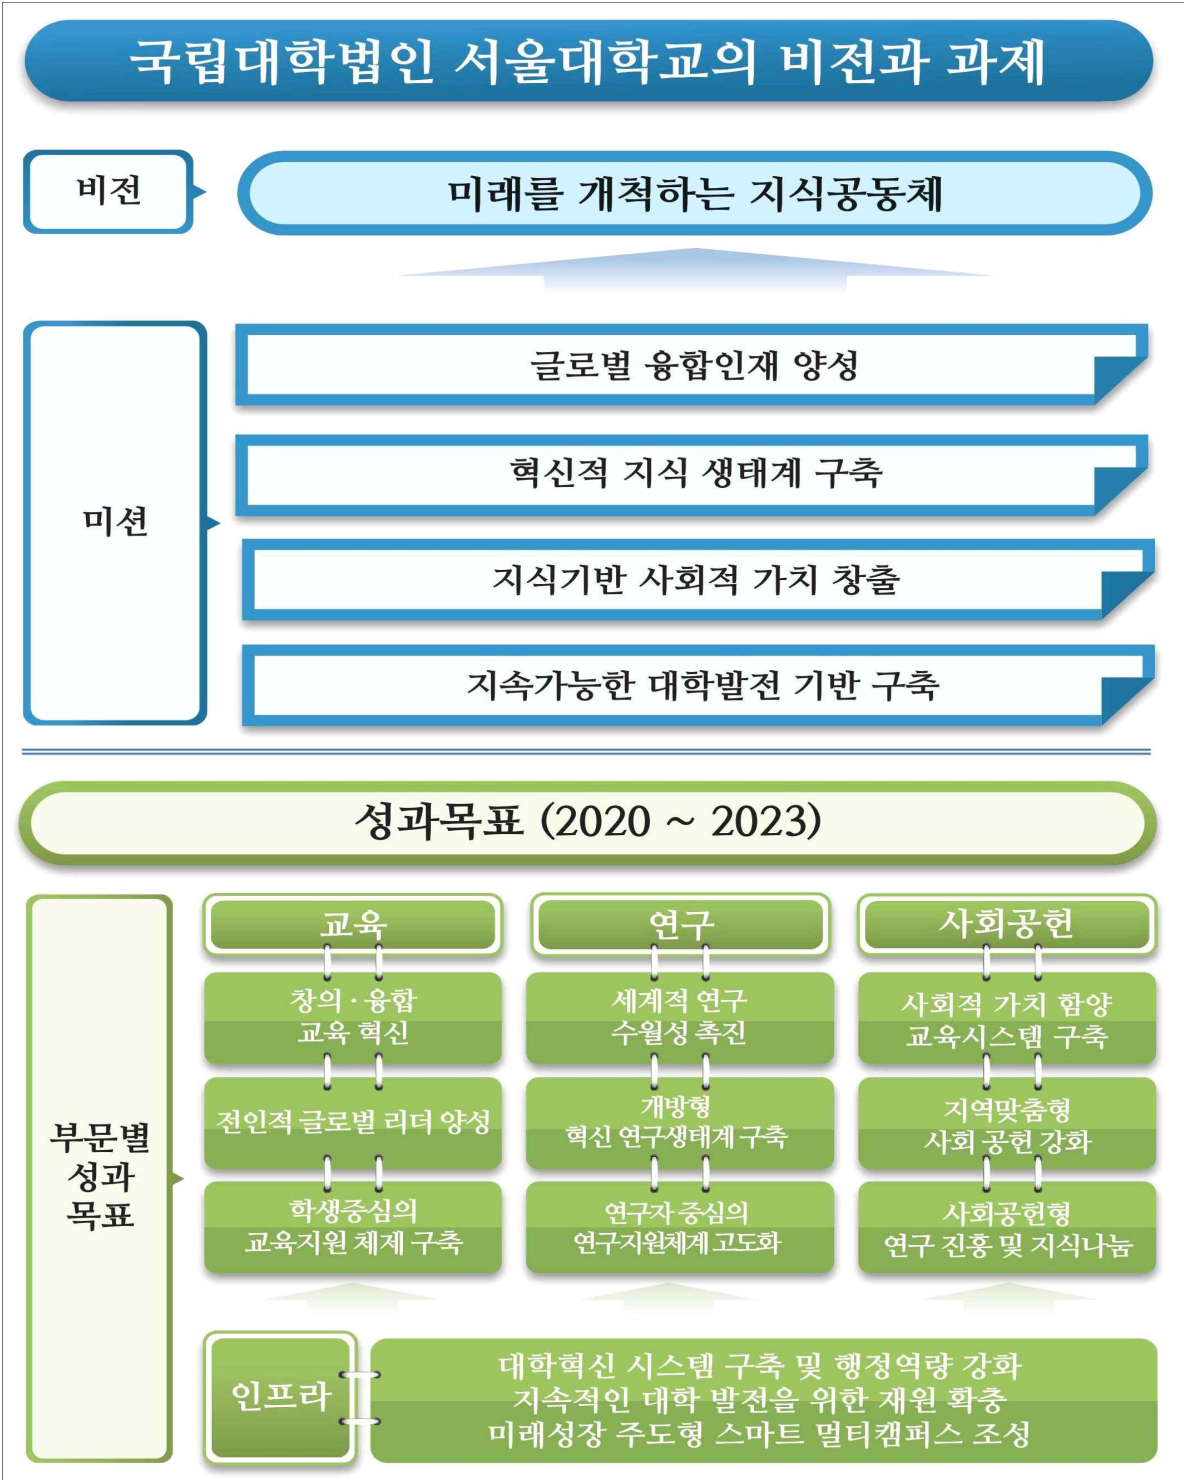 국립대학법인 서울대학교의 비전과 과제
비전
미래를 개척하는 지식공동체
미션
글로벌 융합인재 양성
혁신적 지식 생태계 구축
지식기반 사회적 가치 창출
지속가능한 대학발전 기반 구축
성과목표 (2020 ~ 2023)
부문별
성과
목표
교육
창의·융합
교육 혁신
전인적 글로벌 리더 양성
학생중심의
교육지원 체제 구축
연구
세계적 연구
수월성 촉진
개방형
혁신 연구생태계 구축
연구자 중심의
연구지원체계 고도화
사회공헌
사회적 가치 함양
교육시스템 구축
지역맞춤형
사회 공헌 강화
사회공헌형
연구 진흥 및 지식나눔
인프라
대학혁신 시스템 구축 및 행정역량 강화
지속적인 대학 발전을 위한 재원 확충
미래성장 주도형 스마트 멀티캠퍼스 조성